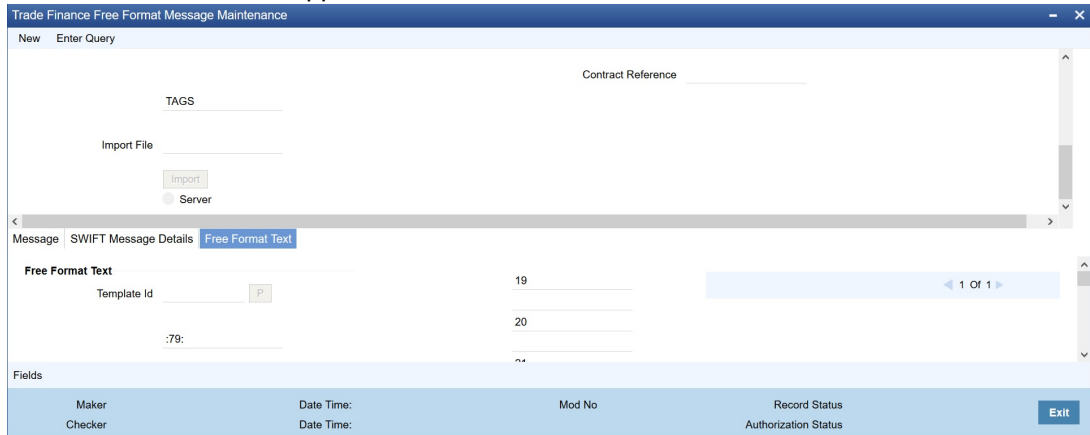 Trade Finance Free Format Message Maintenance
New Enter Query
Contract Reference
TAGS
Import File
Import
Server
Message SWIFT Message Details Free Format Text
Free Format Text
19
1 Of 1
Template Id P
20
:79:
Fields
Maker Date Time: Mod No Record Status
Exit
Checker Date Time: Authorization Status